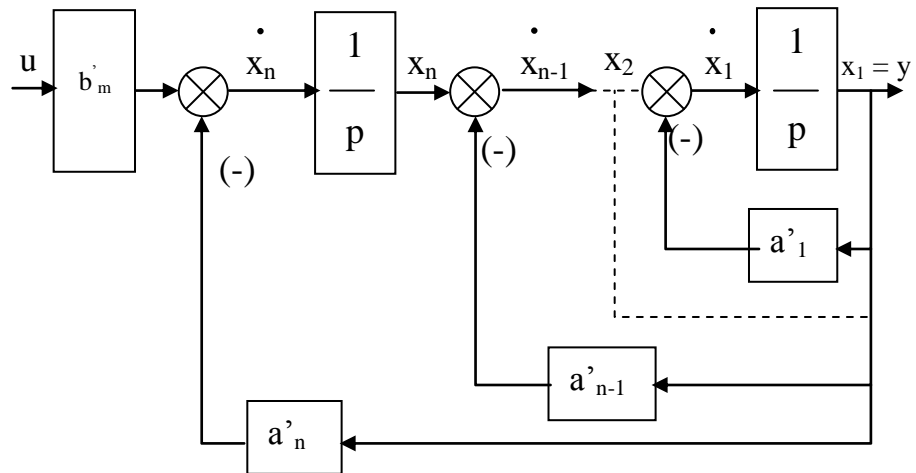 u
b'm
ẋn
1
p
xn
ẋn-1
x2
ẋ1
1
p
x1 = y
(-)
(-)
(-)
a’1
a’n-1
a’n